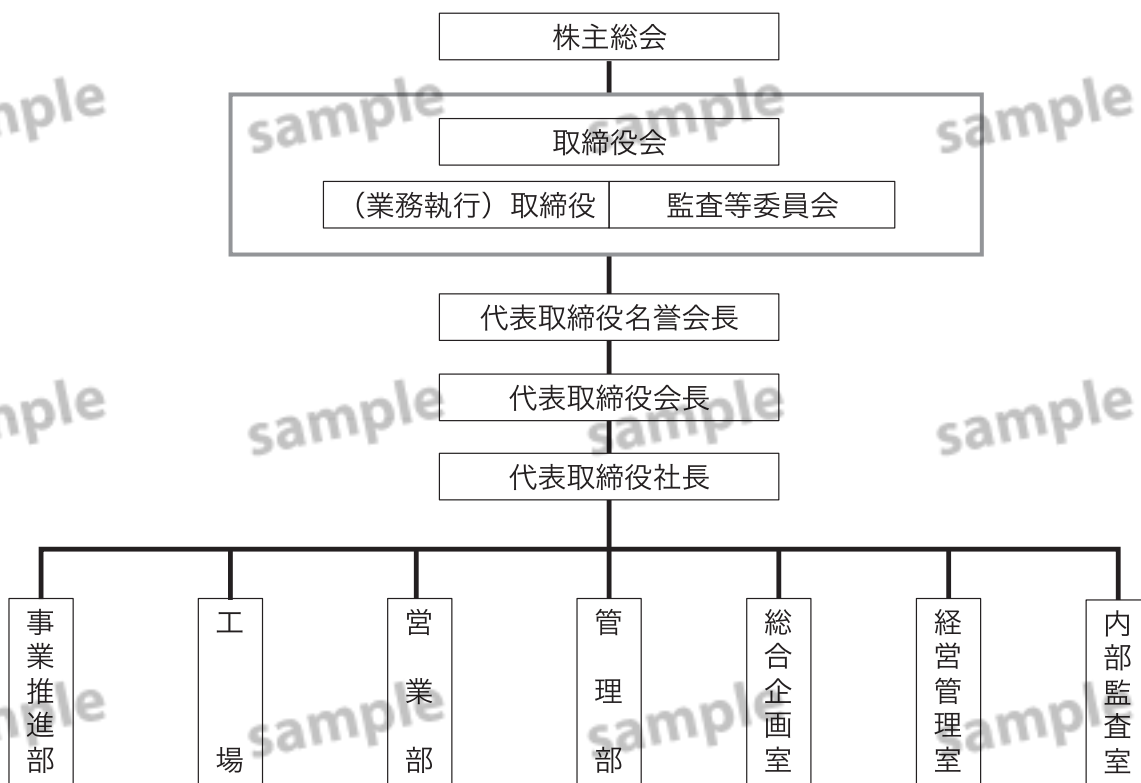 株主総会
取締役会
（業務執行）取締役
監査等委員会
代表取締役名誉会長
代表取締役会長
代表取締役社長
事業推進部
工場
営業部
管理部
総合企画室
経営管理室
内部監査室
mple
sample
sample
sample
mple
sample
sample
sample
mple
sample
sample
sample